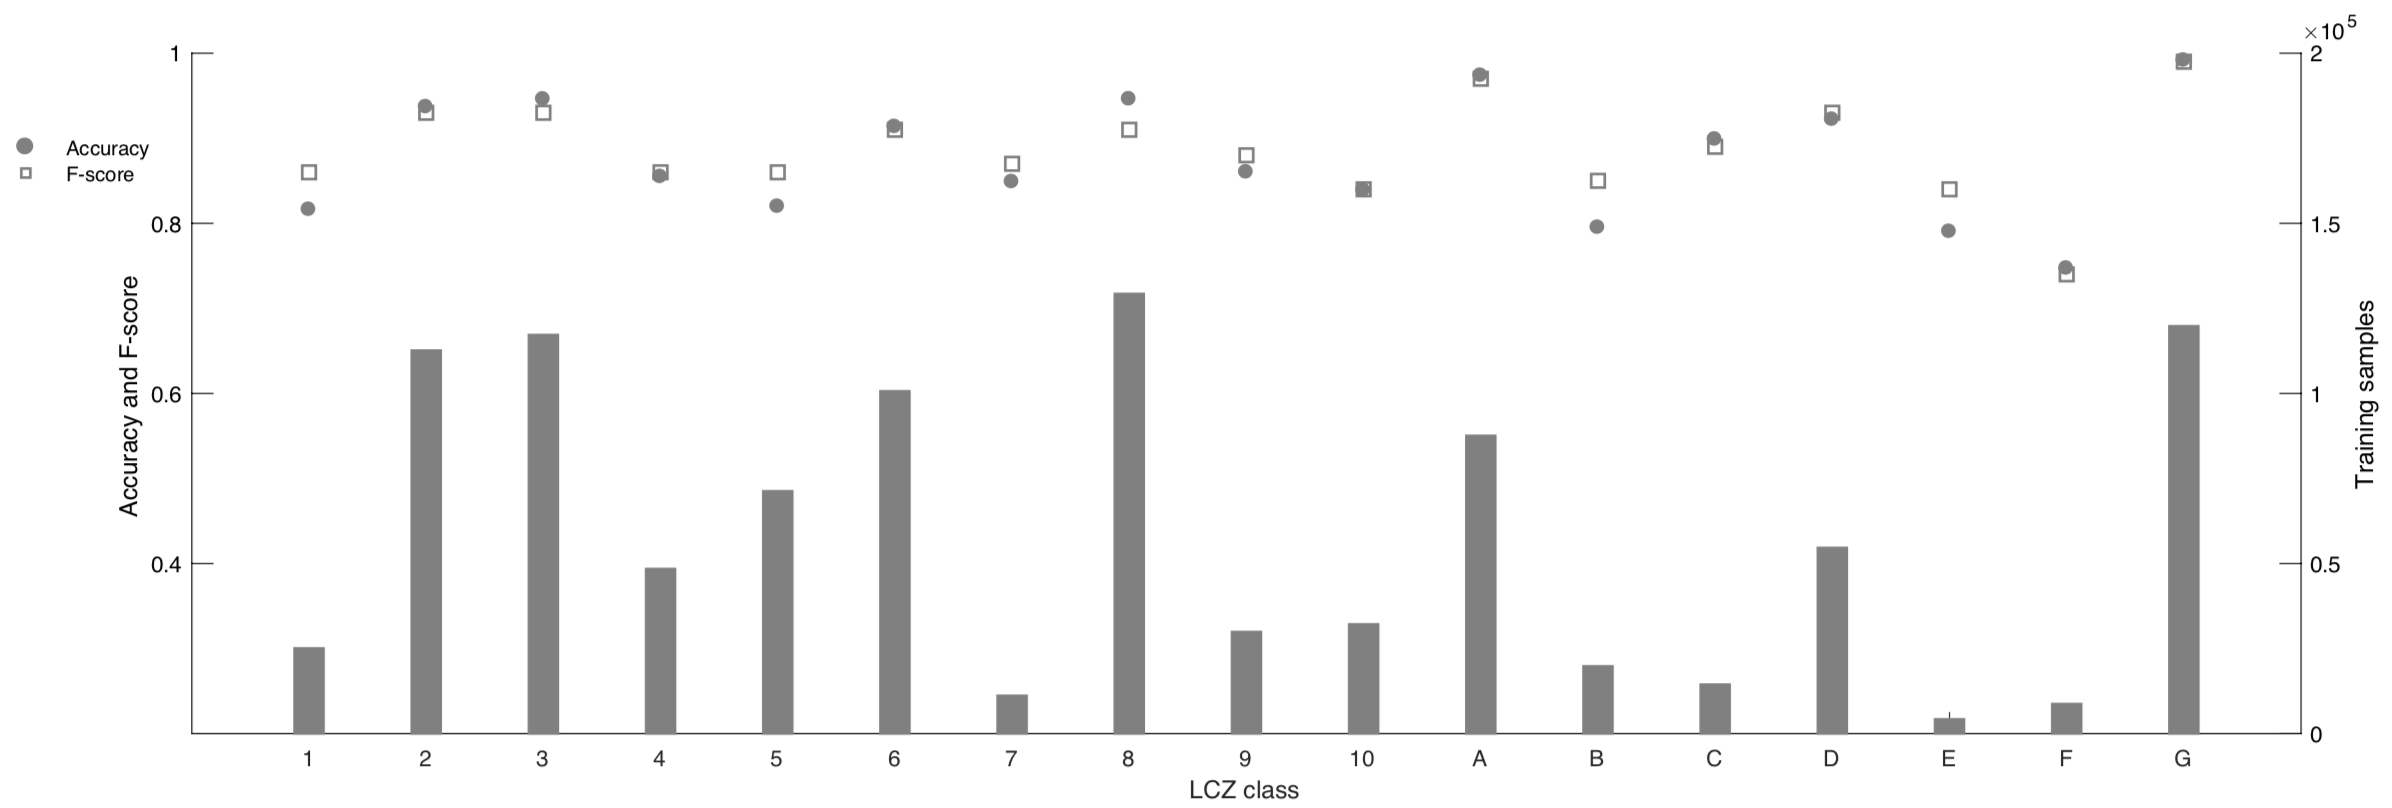 ×10 5
1
2
Accuracy
F-score
0.8
1.5
Accuracy and F-score
0.6
1
Training samples
0.4
0.5
0
1 2 3 4 5 6 7 8 9 10 A B C D E F G
LCZ class